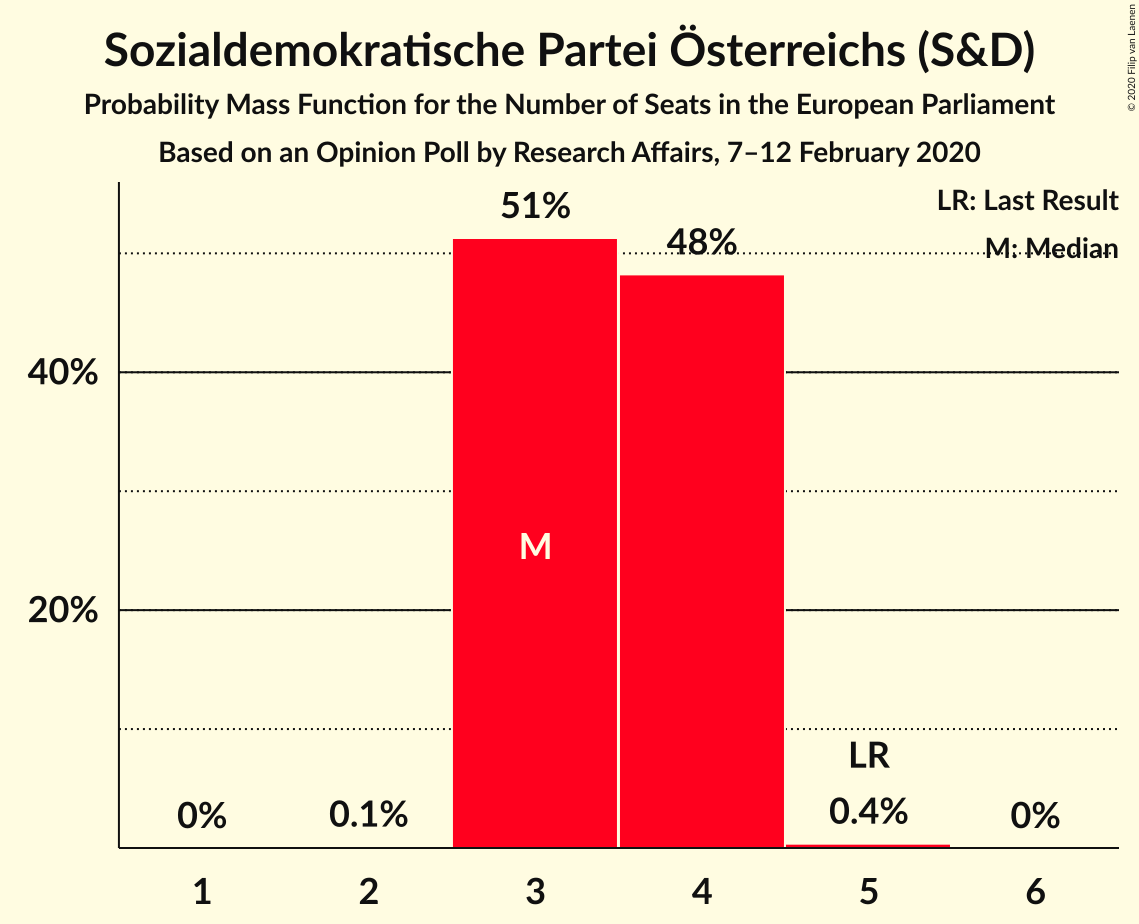 Sozialdemokratische Partei Österreichs (S&D)
Probability Mass Function for the Number of Seats in the European Parliament
Based on an Opinion Poll by Research Affairs, 7–12 February 2020
© 2020 Filip van Laenen
LR: Last Result
M: Median
51%
48%
40%
M
20%
LR
0%
0.1%
0.4%
0%
1
2
3
4
5
6